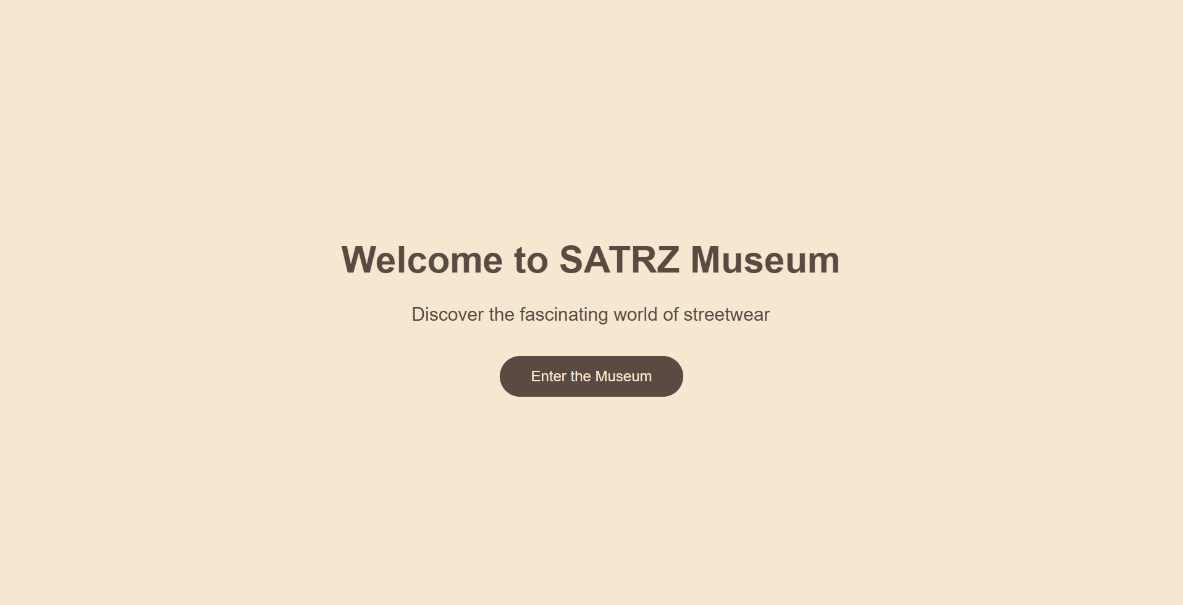 Welcome to SATRZ Museum
Discover the fascinating world of streetwear
Enter the Museum